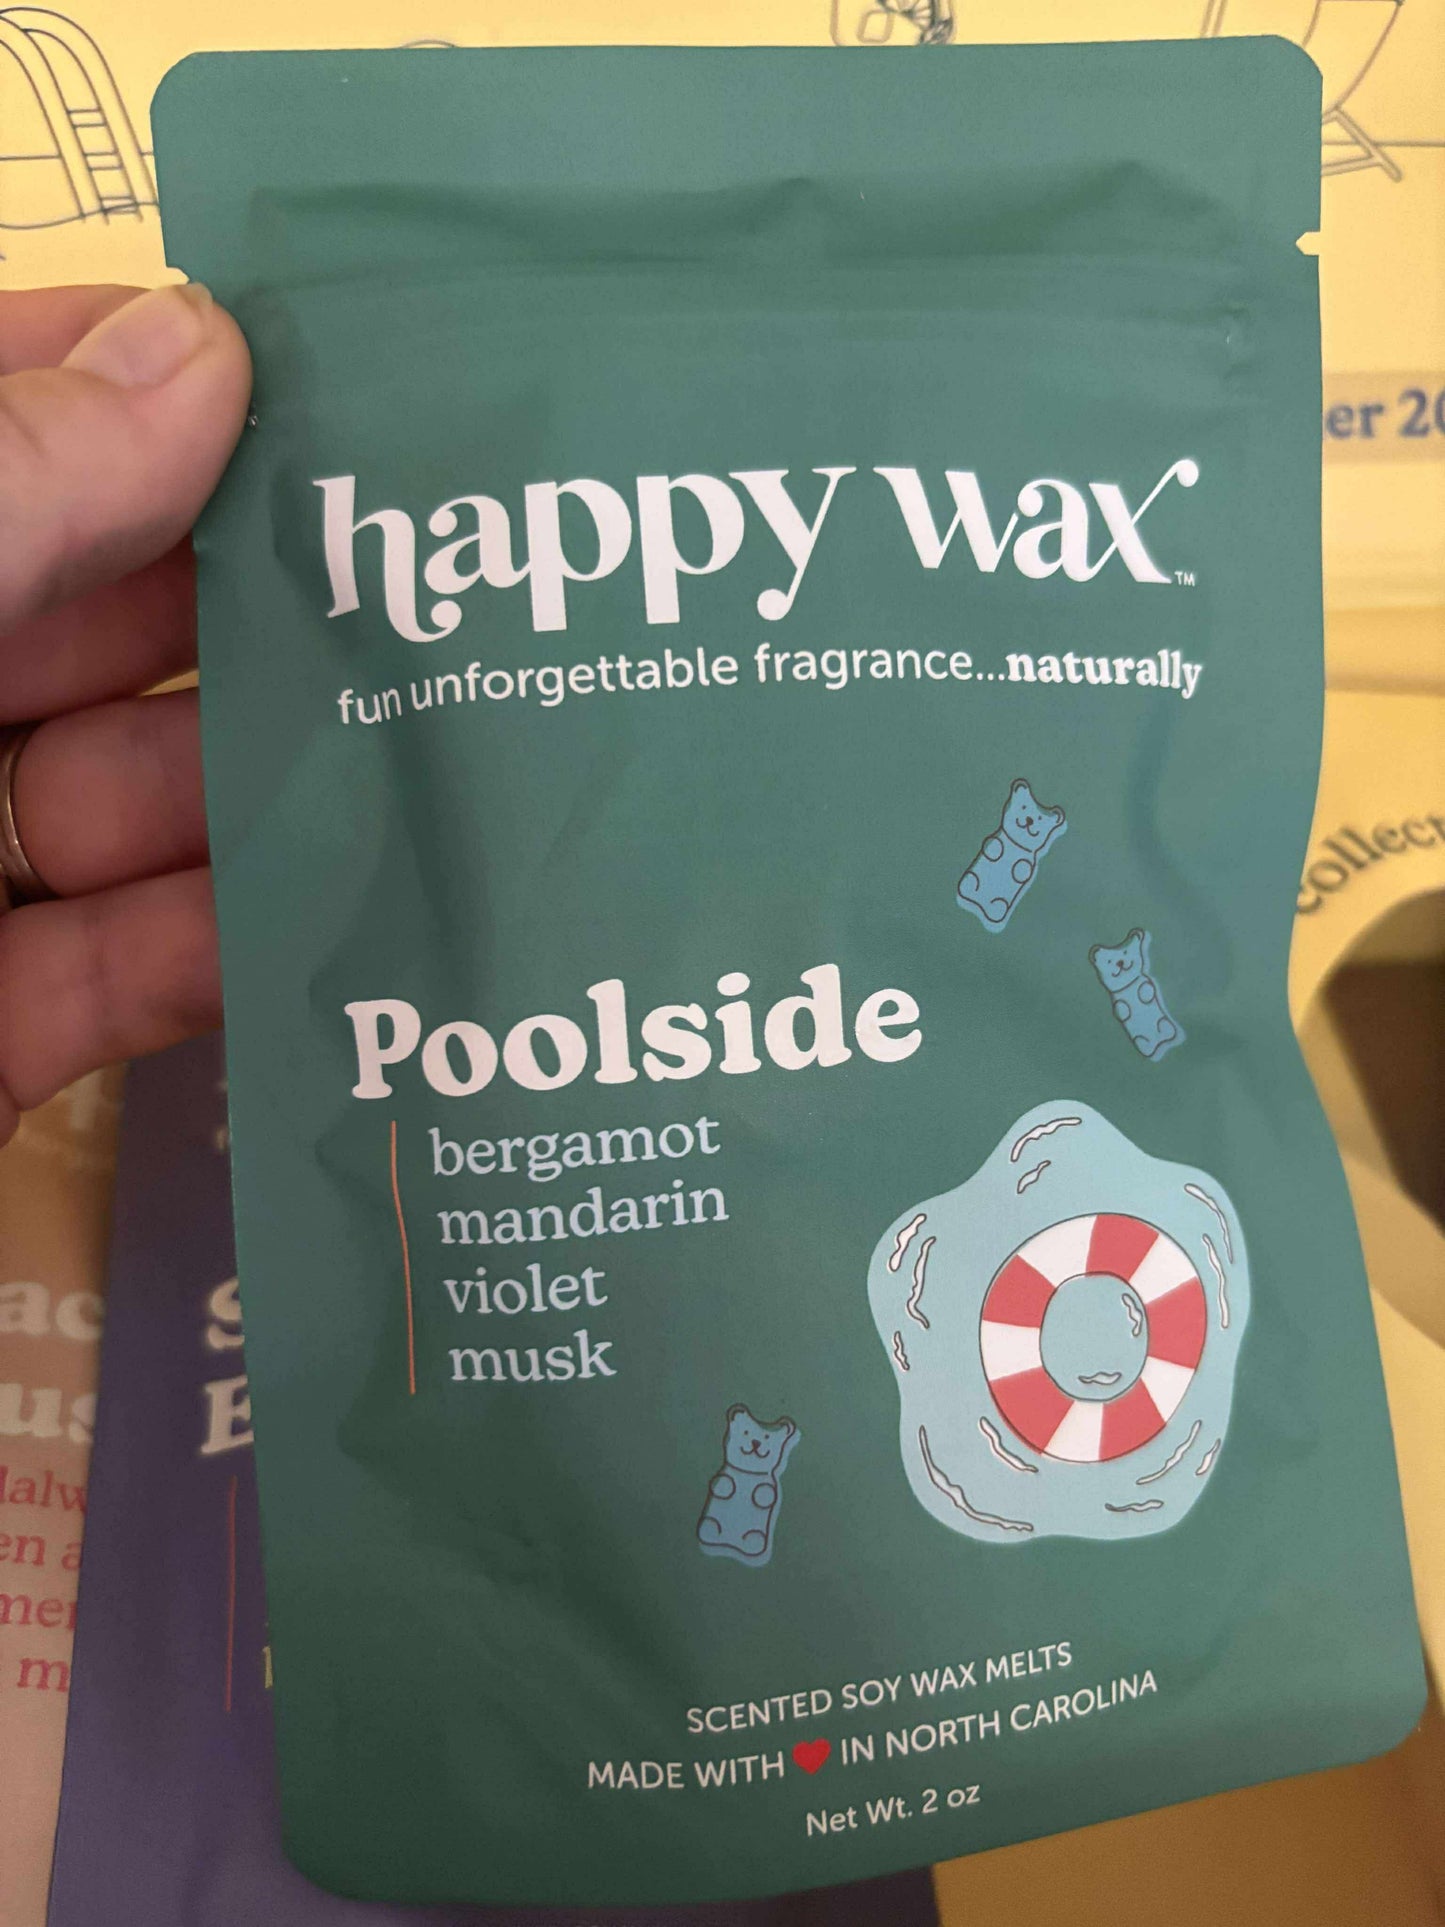 happy wax™
fun unforgettable fragrance...naturally
Poolside
bergamot
mandarin
violet
musk
SCENTED SOY WAX MELTS
MADE WITH ❤ IN NORTH CAROLINA
Net Wt. 2 oz